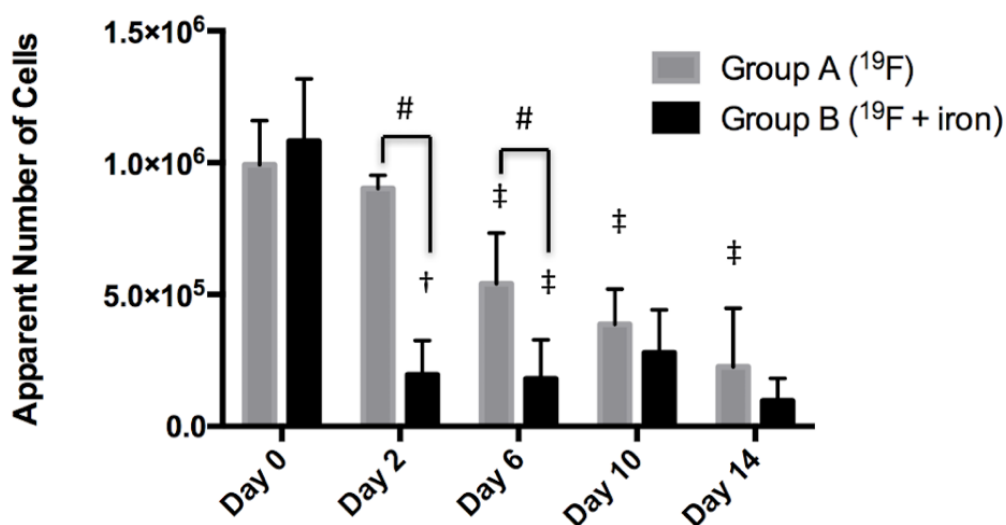 Apparent Number of Cells
1.5×10⁶
1.0×10⁶
5.0×10⁵
0.0
Group A (¹⁹F)
Group B (¹⁹F + iron)
#
#
†
‡
‡
‡
‡
Day 0
Day 2
Day 6
Day 10
Day 14